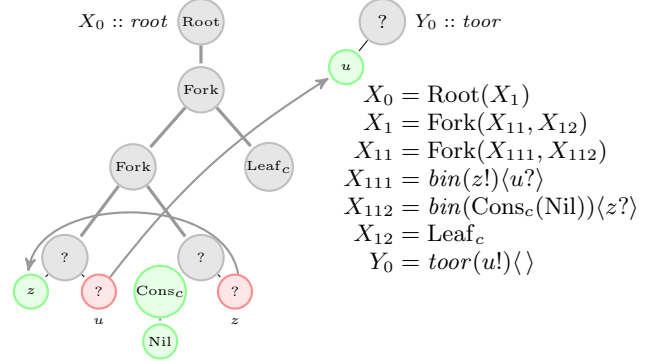 X₀ :: root
Root
?
Y₀ :: toor
u
Fork
Fork
Leaf_c
?
?
z
?
Cons_c
?
u
z
Nil
X₀ = Root(X₁)
X₁ = Fork(X₁₁, X₁₂)
X₁₁ = Fork(X₁₁₁, X₁₁₂)
X₁₁₁ = bin(z!)⟨u?⟩
X₁₁₂ = bin(Cons_c(Nil))⟨z?⟩
X₁₂ = Leaf_c
Y₀ = toor(u!)⟨ ⟩